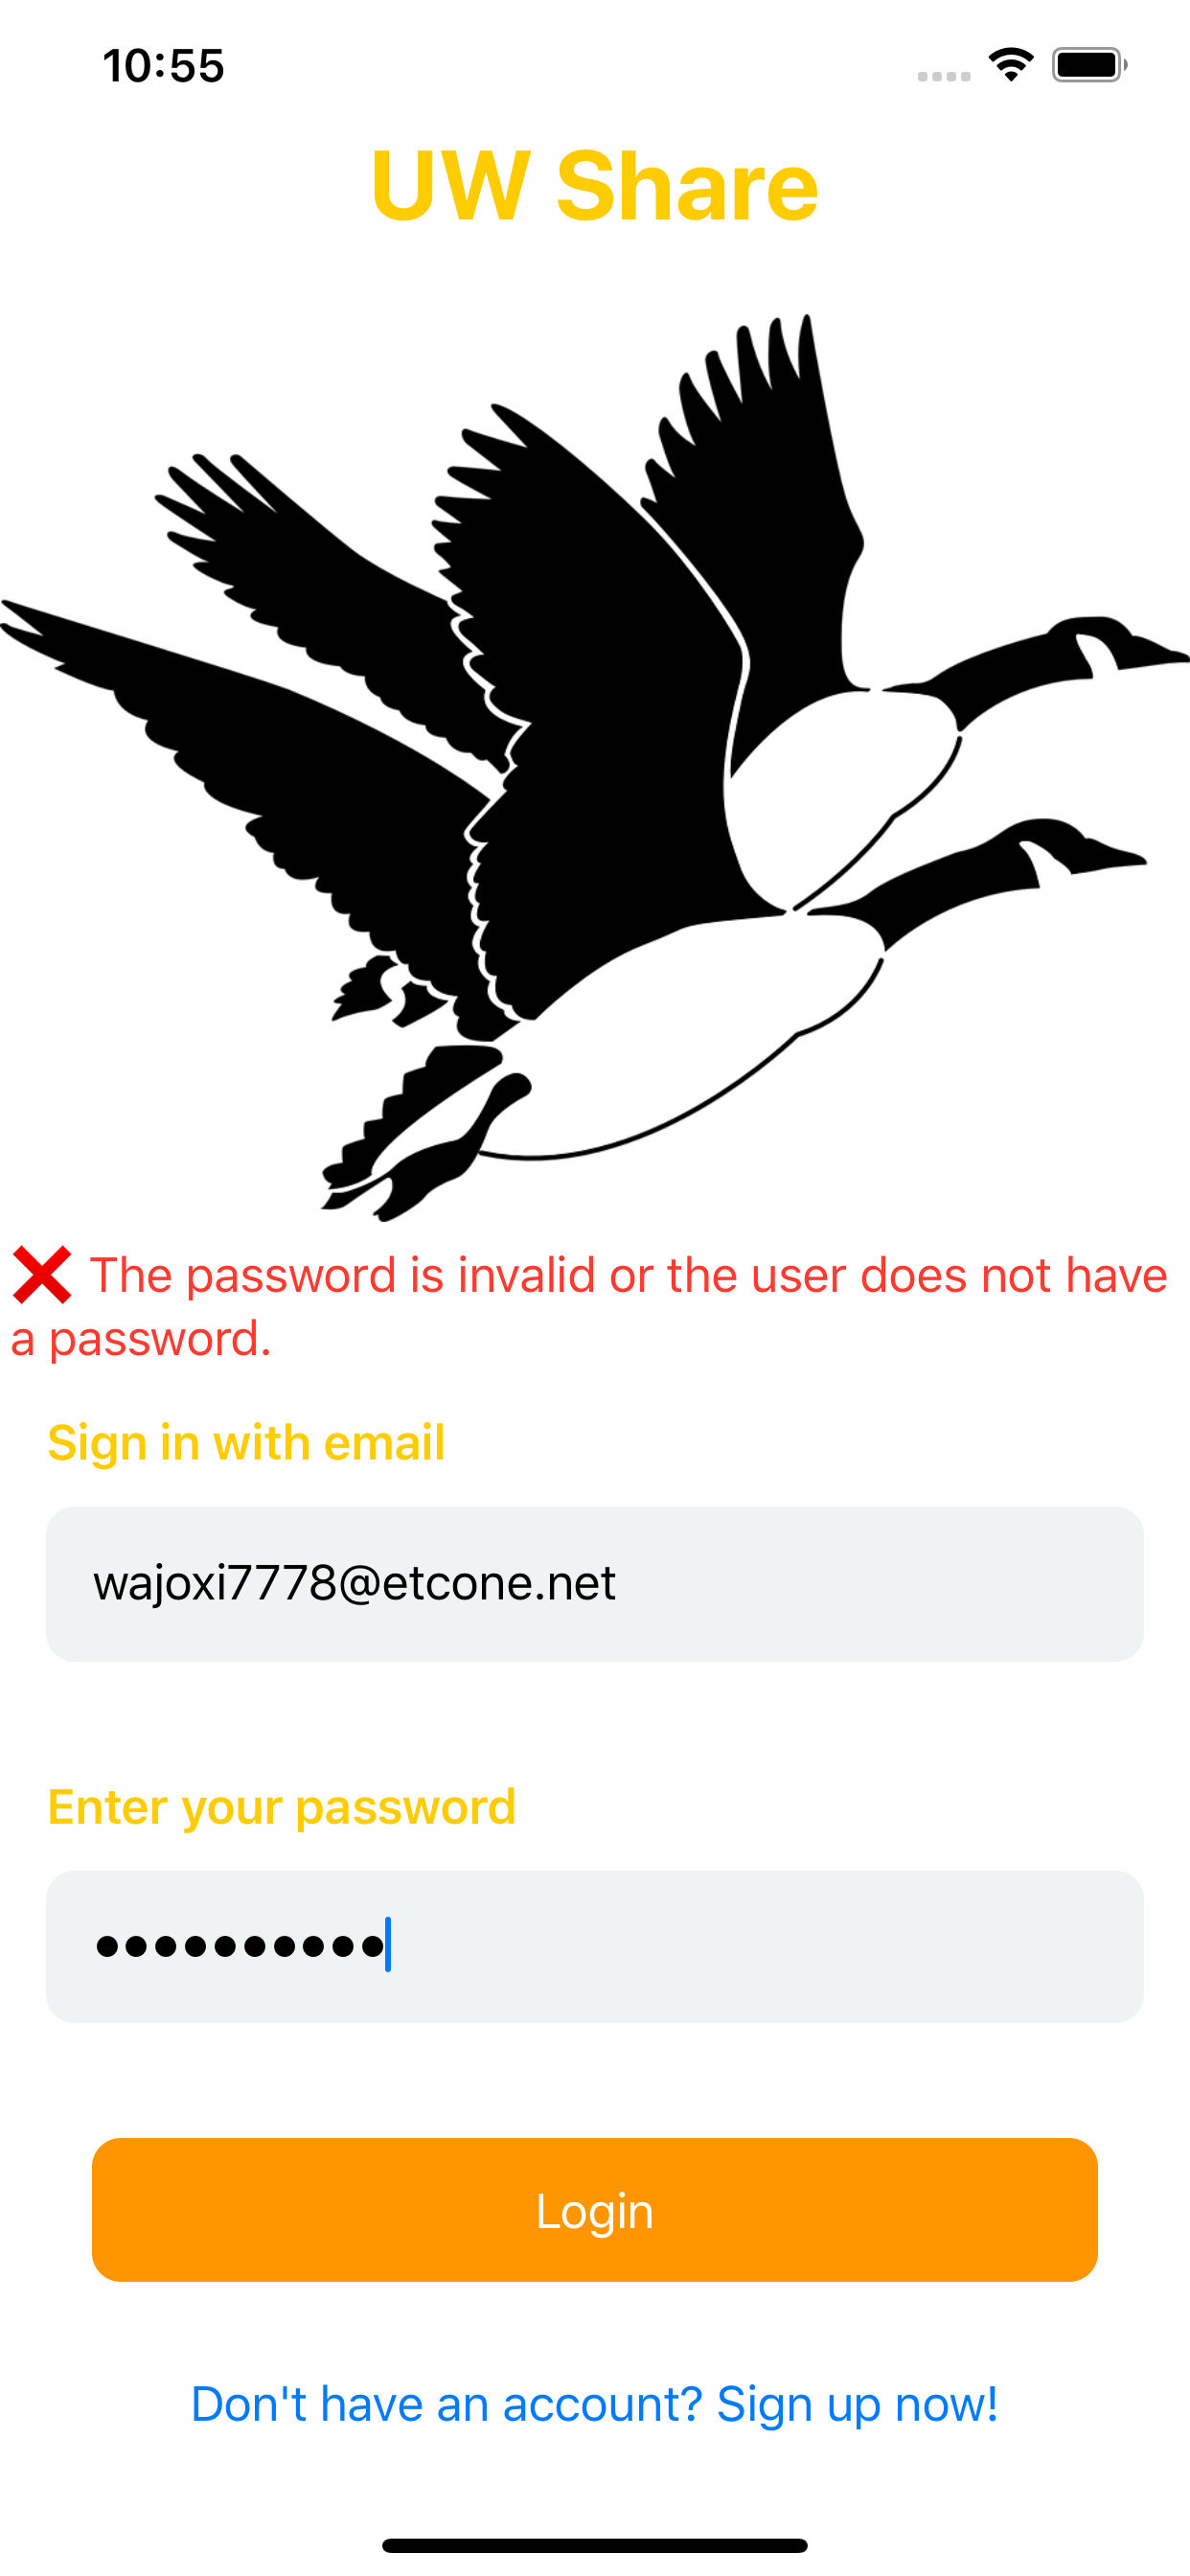 10:55
UW Share
❌ The password is invalid or the user does not have
a password.
Sign in with email
wajoxi7778@etcone.net
Enter your password
••••••••••
Login
Don't have an account? Sign up now!